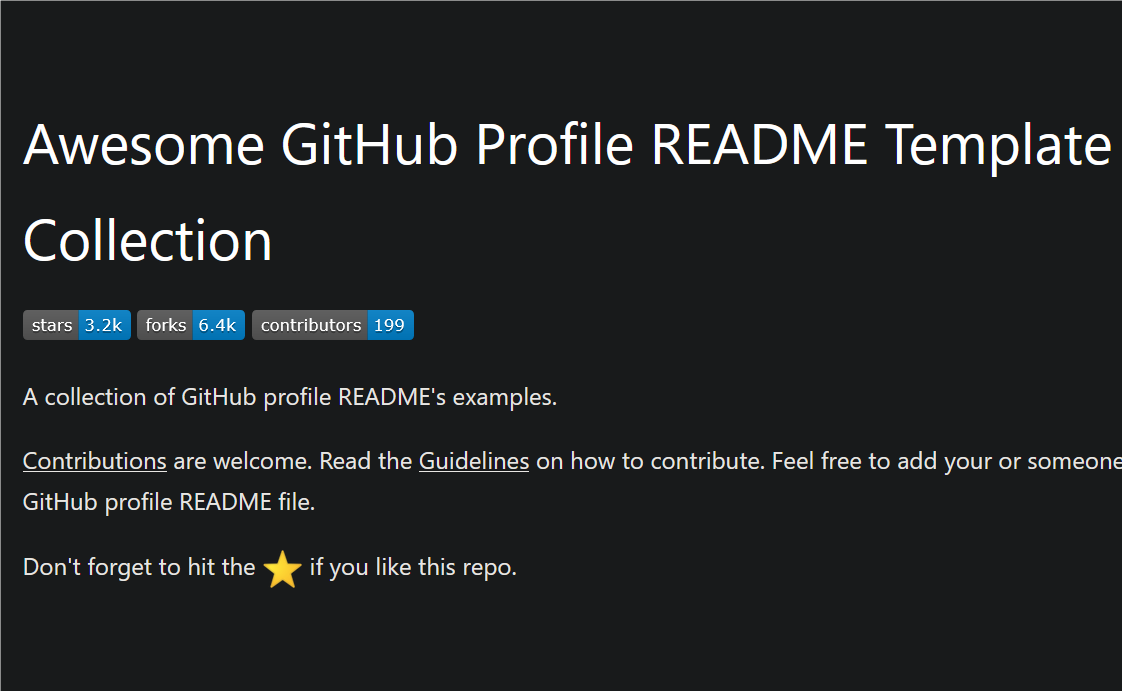 Awesome GitHub Profile README Template
Collection
stars 3.2k forks 6.4k contributors 199
A collection of GitHub profile README's examples.
Contributions are welcome. Read the Guidelines on how to contribute. Feel free to add your or someone
GitHub profile README file.
Don't forget to hit the ⭐ if you like this repo.